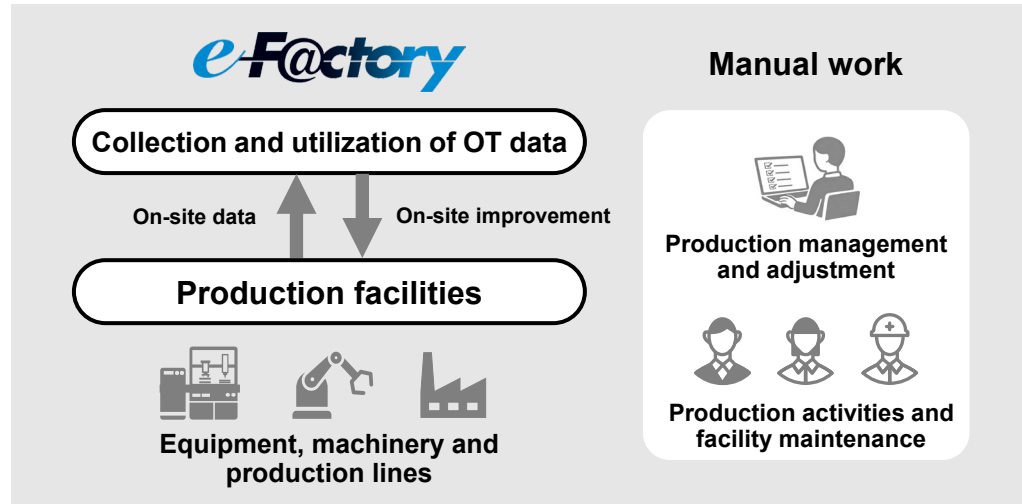 e-F@ctory
Collection and utilization of OT data
On-site data
On-site improvement
Production facilities
Equipment, machinery and
production lines
Manual work
Production management
and adjustment
Production activities and
facility maintenance